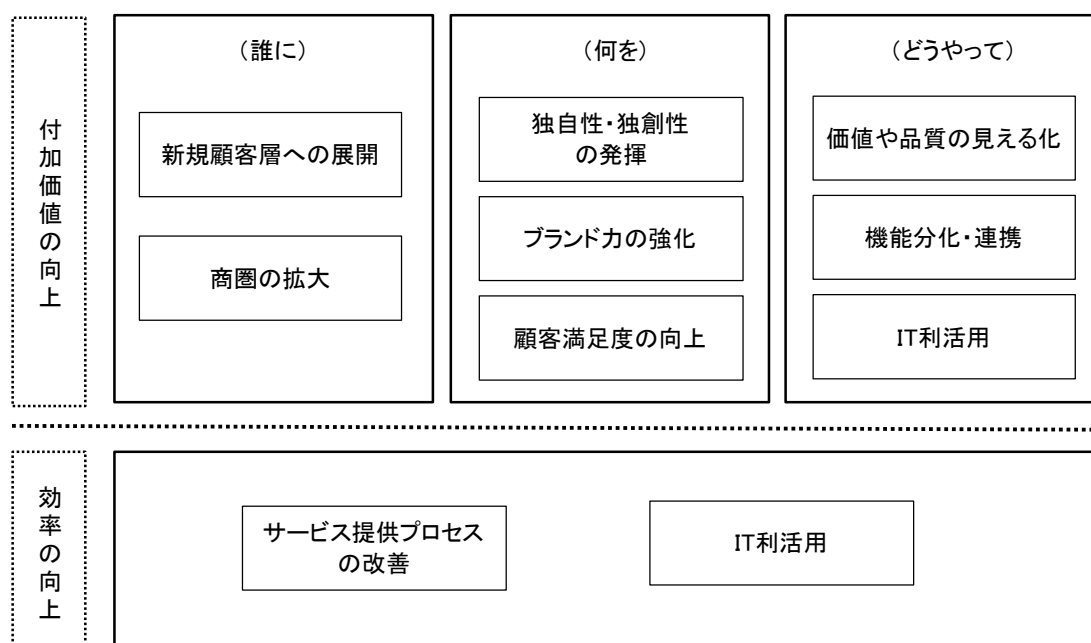 付加価値の向上
(誰に)
新規顧客層への展開
商圏の拡大
(何を)
独自性・独創性
の発揮
ブランド力の強化
顧客満足度の向上
(どうやって)
価値や品質の見える化
機能分化・連携
IT利活用
効率の向上
サービス提供プロセス
の改善
IT利活用